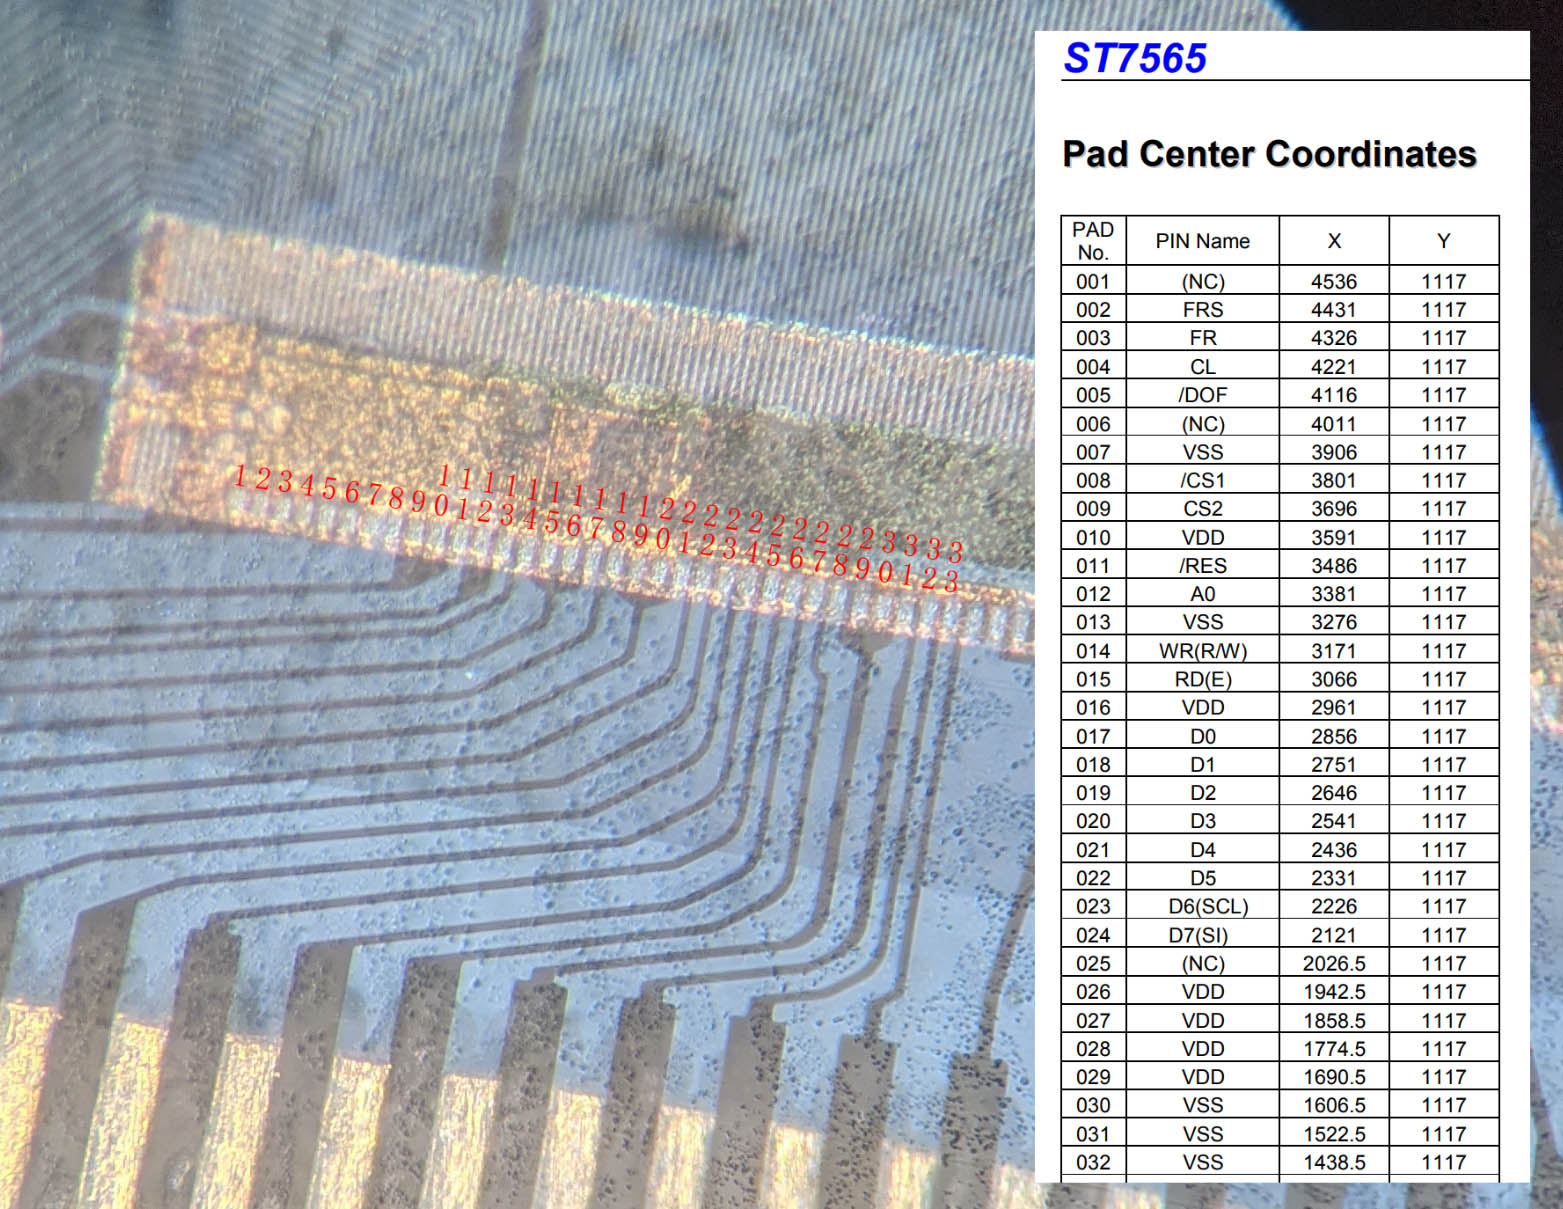 1 1 1 1 1 1 1 1 1 1 2 2 2 2 2 2 2 2 2 2 3 3 3 3
1 2 3 4 5 6 7 8 9 0 1 2 3 4 5 6 7 8 9 0 1 2 3 4 5 6 7 8 9 0 1 2 3
ST7565
Pad Center Coordinates
PAD No. PIN Name X Y
001 (NC) 4536 1117
002 FRS 4431 1117
003 FR 4326 1117
004 CL 4221 1117
005 /DOF 4116 1117
006 (NC) 4011 1117
007 VSS 3906 1117
008 /CS1 3801 1117
009 CS2 3696 1117
010 VDD 3591 1117
011 /RES 3486 1117
012 A0 3381 1117
013 VSS 3276 1117
014 WR(R/W) 3171 1117
015 RD(E) 3066 1117
016 VDD 2961 1117
017 D0 2856 1117
018 D1 2751 1117
019 D2 2646 1117
020 D3 2541 1117
021 D4 2436 1117
022 D5 2331 1117
023 D6(SCL) 2226 1117
024 D7(SI) 2121 1117
025 (NC) 2026.5 1117
026 VDD 1942.5 1117
027 VDD 1858.5 1117
028 VDD 1774.5 1117
029 VDD 1690.5 1117
030 VSS 1606.5 1117
031 VSS 1522.5 1117
032 VSS 1438.5 1117